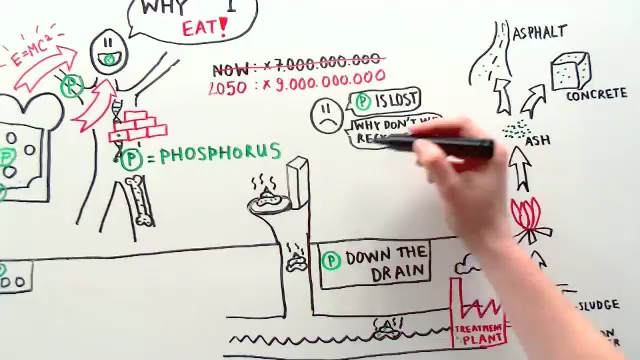 WHY I
EAT!
E=MC²
P
NOW: x 7.000.000.000
2050: x 9.000.000.000
P IS LOST
WHY DON'T
P = PHOSPHORUS
P
P
P DOWN THE
DRAIN
TREATMENT
PLANT
ASPHALT
CONCRETE
ASH
SLUDGE